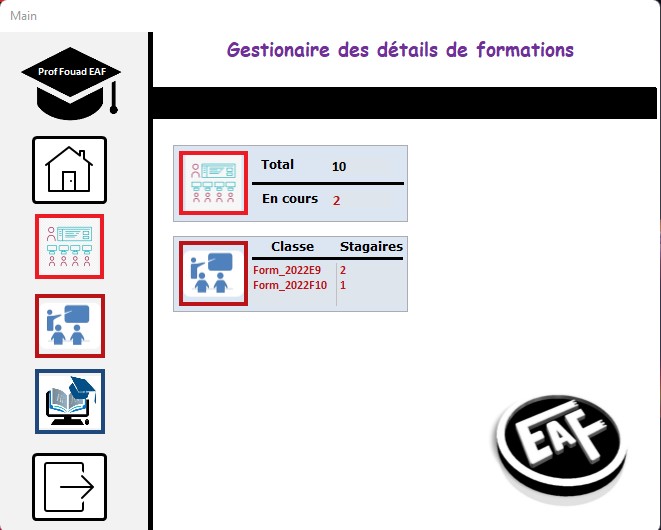 Main
Prof Fouad EAF
Gestionaire des détails de formations
Total 10
En cours 2
Classe Stagaires
Form_2022E9 2
Form_2022F10 1
EAF